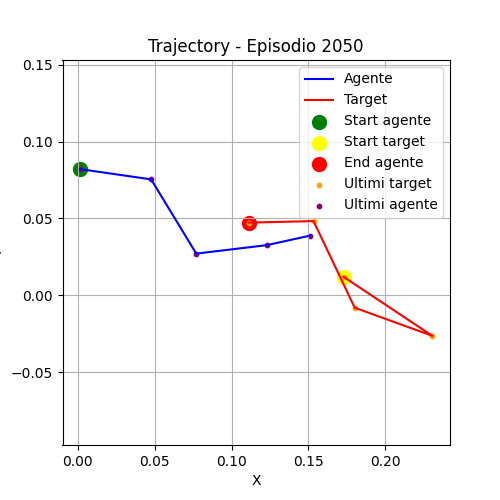 Trajectory - Episodio 2050
Agente
Target
Start agente
Start target
End agente
Ultimi target
Ultimi agente
0.15
0.10
0.05
0.00
−0.05
0.00
0.05
0.10
0.15
0.20
X